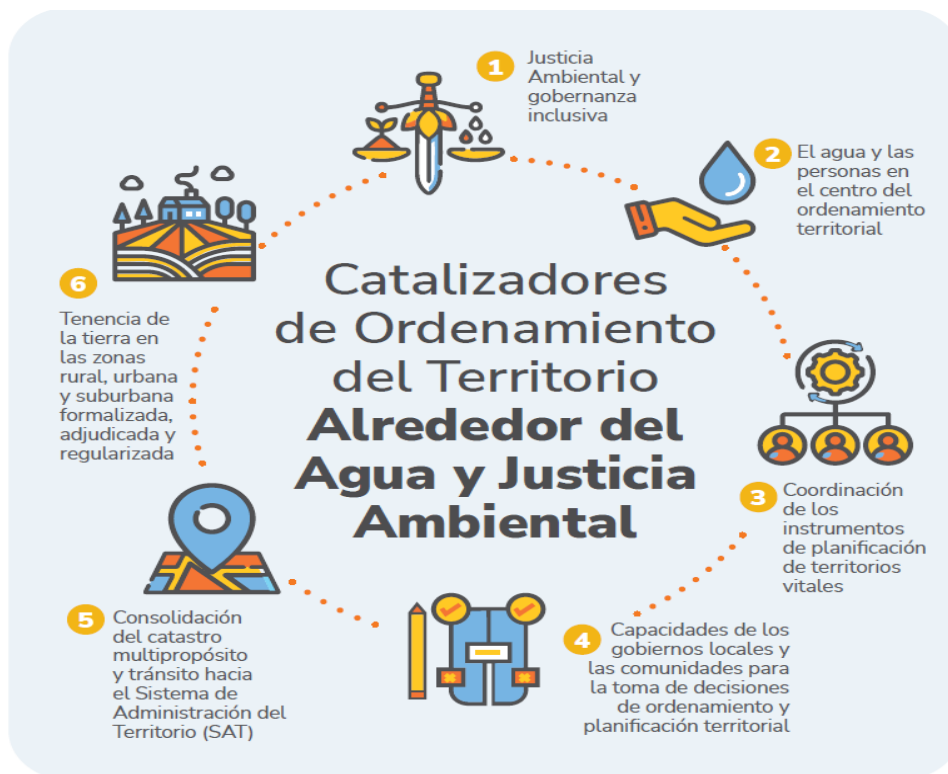 1
Justicia
Ambiental y
gobernanza
inclusiva
2
El agua y las
personas en
el centro del
ordenamiento
territorial
Catalizadores
de Ordenamiento
del Territorio
Alrededor del
Agua y Justicia
Ambiental
3
Coordinación
de los
instrumentos
de planificación
de territorios
vitales
4
Capacidades de los
gobiernos locales y
las comunidades para
la toma de decisiones
de ordenamiento y
planificación territorial
5
Consolidación
del catastro
multipropósito
y tránsito hacia
el Sistema de
Administración del
Territorio (SAT)
6
Tenencia de
la tierra en
las zonas
rural, urbana
y suburbana
formalizada,
adjudicada y
regularizada